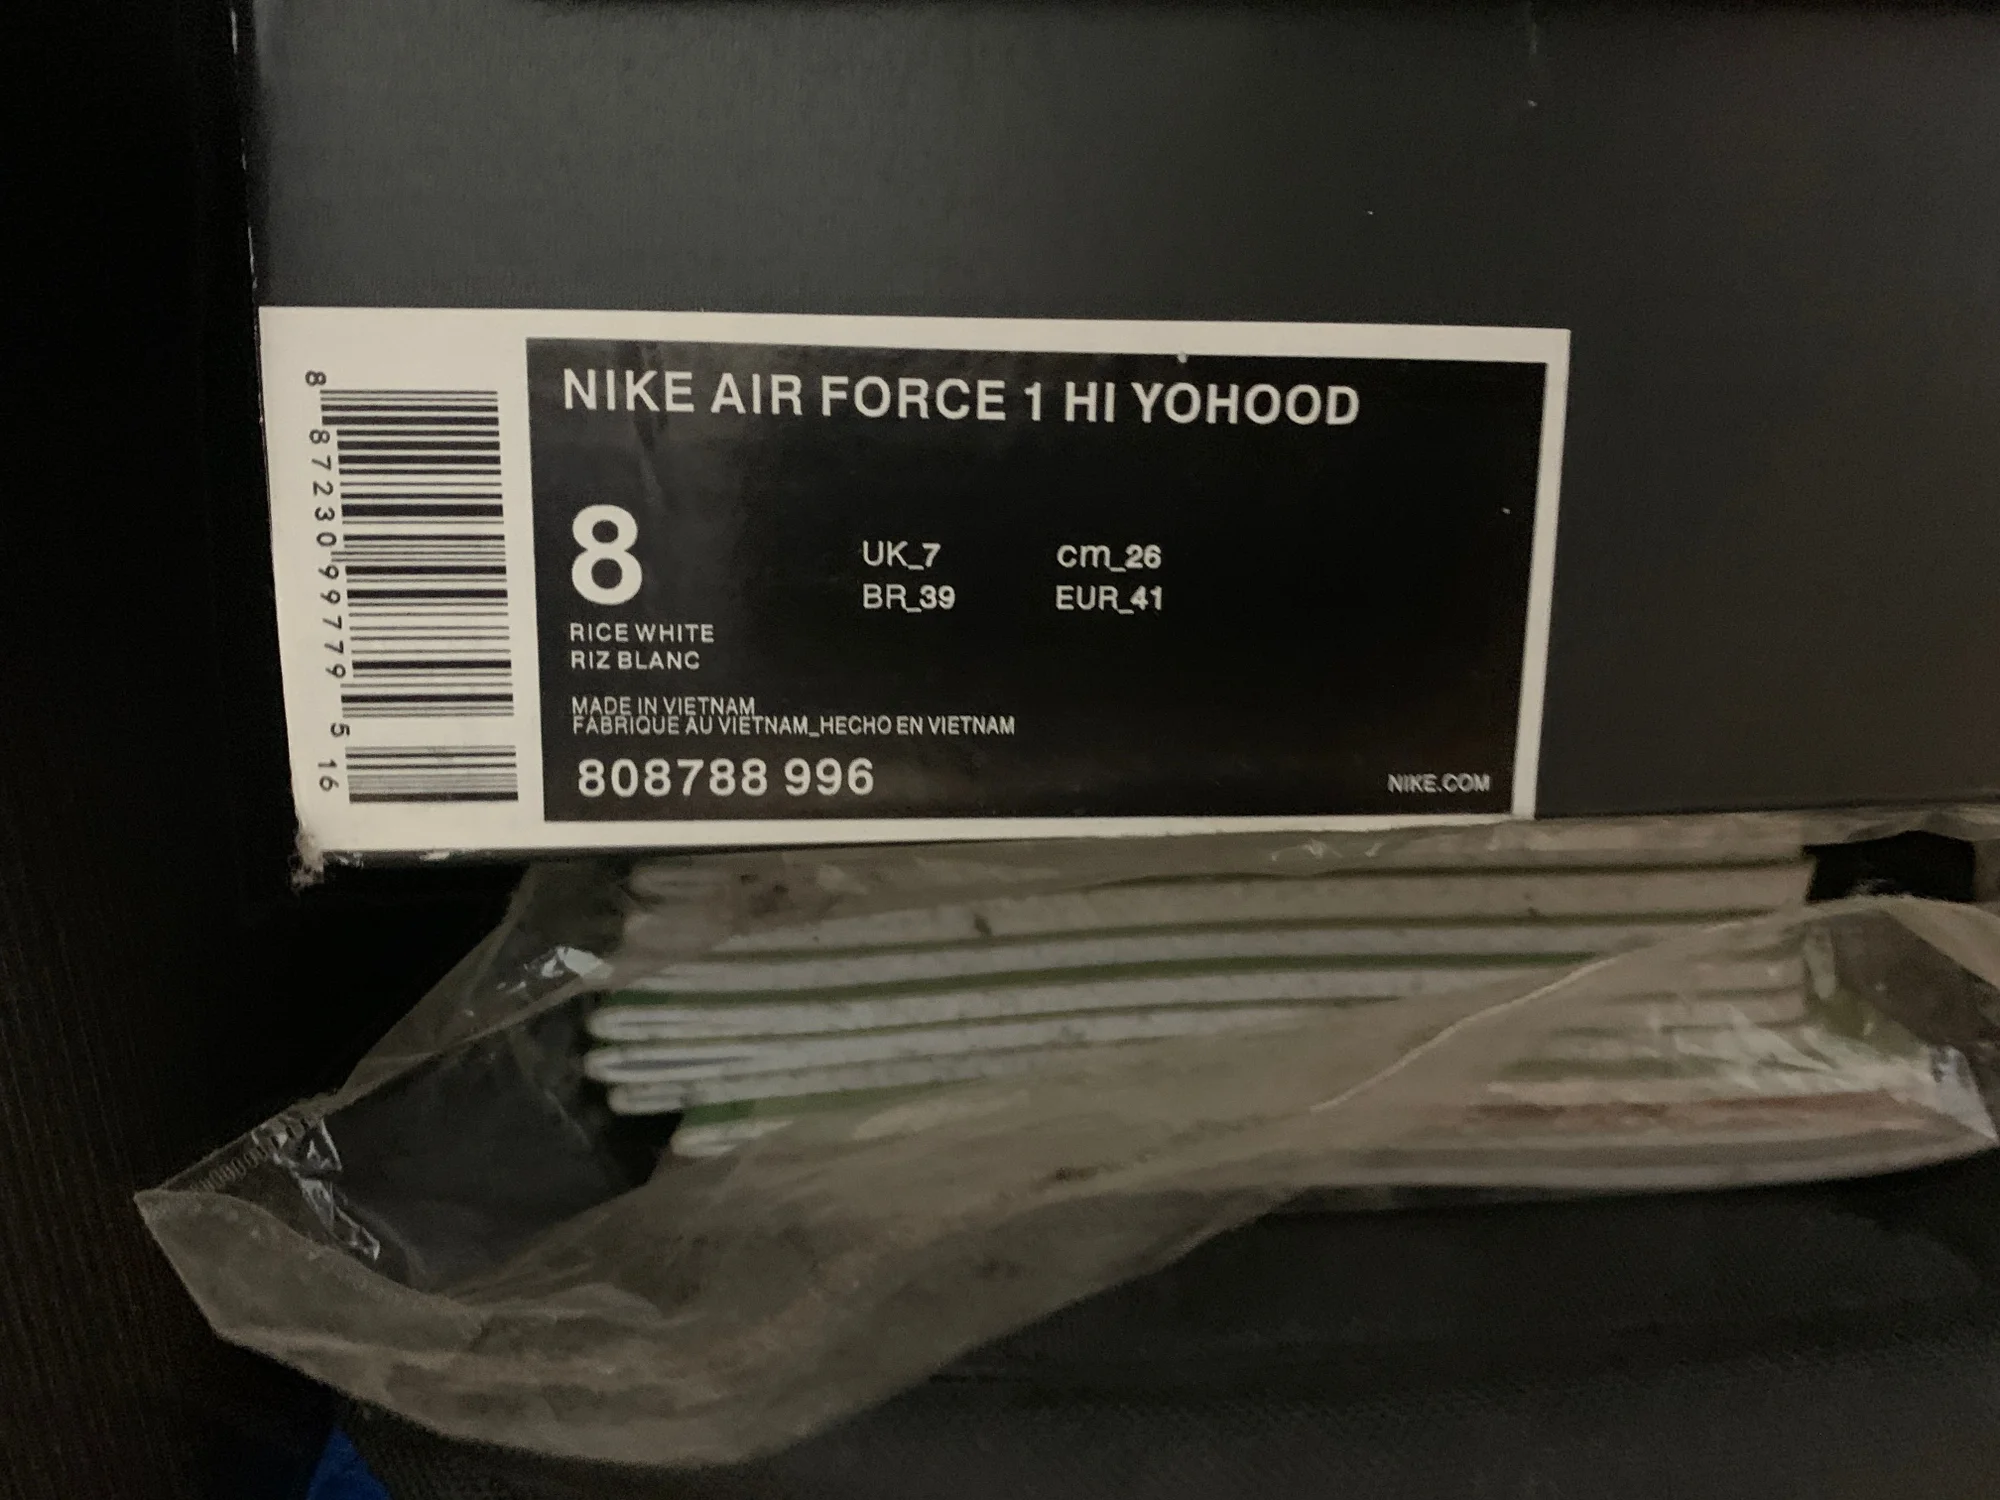 NIKE AIR FORCE 1 HI YOHOOD
8
UK_7 cm_26
BR_39 EUR_41
RICE WHITE
RIZ BLANC
MADE IN VIETNAM
FABRIQUE AU VIETNAM_HECHO EN VIETNAM
808788 996
NIKE.COM
8 87230 99779 5 16